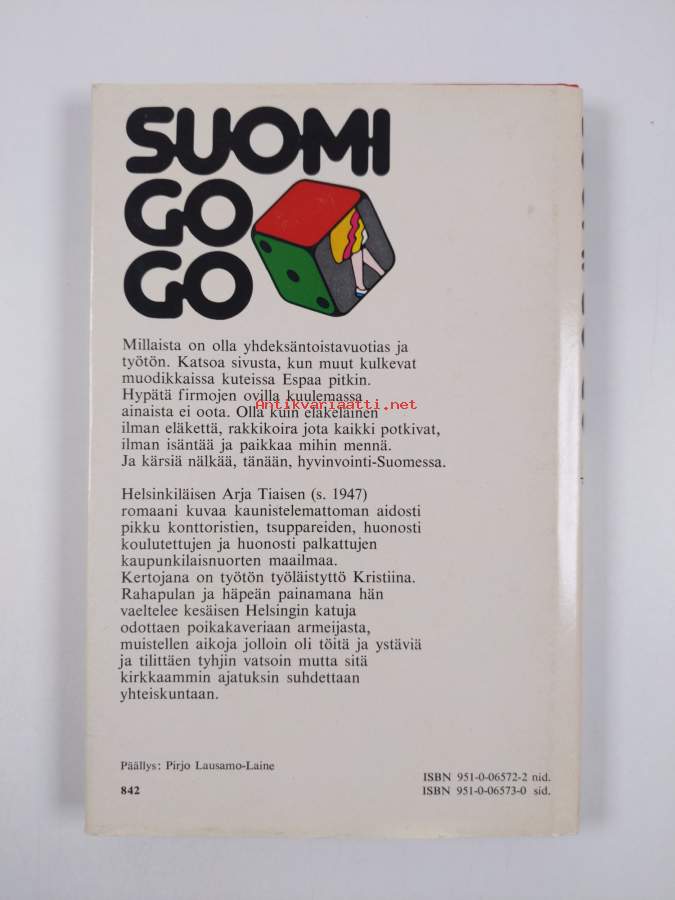 SUOMI
GO
GO
Millaista on olla yhdeksäntoistavuotias ja
työtön. Katsoa sivusta, kun muut kulkevat
muodikkaissa kuteissa Espaa pitkin.
Hypätä firmojen ovilla kuulemassa
ainaista ei oota. Olla kuin eläkeläinen
Antikvariaatti.net
ilman eläkettä, rakkikoira jota kaikki potkivat,
ilman isäntää ja paikkaa mihin mennä.
Ja kärsiä nälkää, tänään, hyvinvointi-Suomessa.
Helsinkiläisen Arja Tiaisen (s. 1947)
romaani kuvaa kaunistelemattoman aidosti
pikku konttoristien, tsuppareiden, huonosti
koulutettujen ja huonosti palkattujen
kaupunkilaisnuorten maailmaa.
Kertojana on työtön työläistyttö Kristiina.
Rahapulan ja häpeän painamana hän
vaeltelee kesäisen Helsingin katuja
odottaen poikakaveriaan armeijasta,
muistellen aikoja jolloin oli töitä ja ystäviä
ja tilittäen tyhjin vatsoin mutta sitä
kirkkaammin ajatuksin suhdettaan
yhteiskuntaan.
Päällys: Pirjo Lausamo-Laine
842
ISBN 951-0-06572-2 nid.
ISBN 951-0-06573-0 sid.